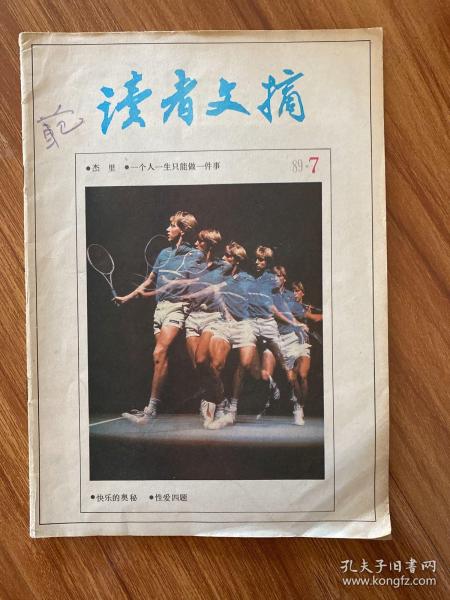 读者文摘
范
●杰 里 ●一个人一生只能做一件事
89·7
●快乐的奥秘 ●性爱四题
孔夫子旧书网
www.kongfz.com